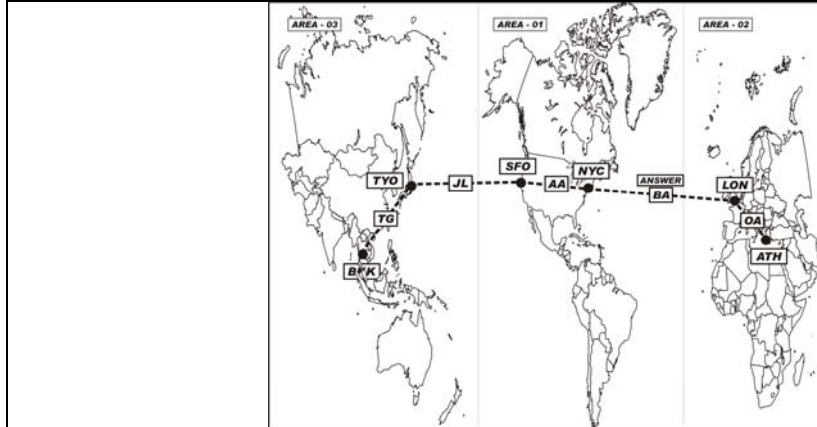 AREA - 03
AREA - 01
AREA - 02
SFO
NYC
TYO
JL
AA
ANSWER
BA
LON
TG
OA
BKK
ATH